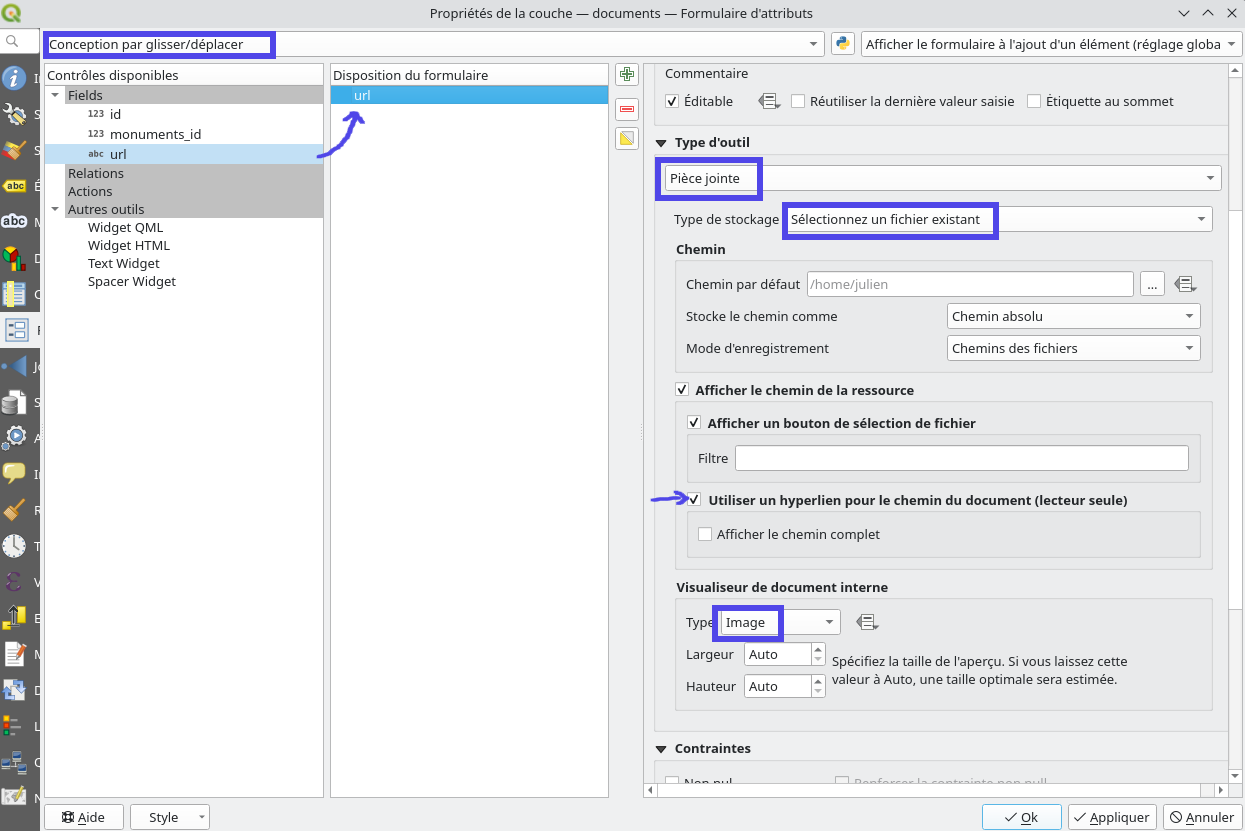 Propriétés de la couche — documents — Formulaire d'attributs
Conception par glisser/déplacer
Afficher le formulaire à l'ajout d'un élément (réglage globa
Contrôles disponibles
Fields
123 id
123 monuments_id
abc url
Relations
Actions
Autres outils
Widget QML
Widget HTML
Text Widget
Spacer Widget
Disposition du formulaire
url
Commentaire
Éditable
Réutiliser la dernière valeur saisie
Étiquette au sommet
Type d'outil
Pièce jointe
Type de stockage Sélectionnez un fichier existant
Chemin
Chemin par défaut /home/julien ...
Stocke le chemin comme Chemin absolu
Mode d'enregistrement Chemins des fichiers
Afficher le chemin de la ressource
Afficher un bouton de sélection de fichier
Filtre
Utiliser un hyperlien pour le chemin du document (lecteur seule)
Afficher le chemin complet
Visualiseur de document interne
Type Image
Largeur Auto
Hauteur Auto
Spécifiez la taille de l'aperçu. Si vous laissez cette
valeur à Auto, une taille optimale sera estimée.
Contraintes
Non nul
Renforcer la contrainte non null
abc
abc
Aide
Style
Ok
Appliquer
Annuler